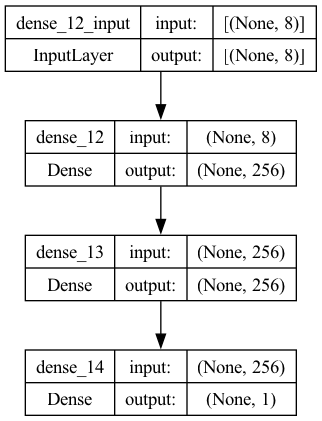 dense_12_input input: [(None, 8)]
InputLayer output: [(None, 8)]
dense_12 input: (None, 8)
Dense output: (None, 256)
dense_13 input: (None, 256)
Dense output: (None, 256)
dense_14 input: (None, 256)
Dense output: (None, 1)